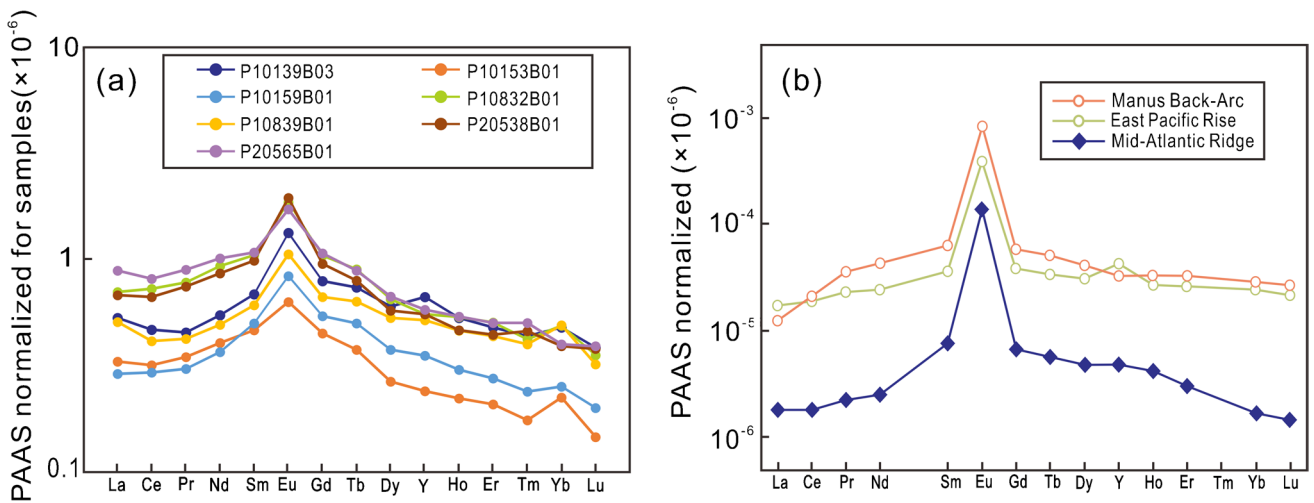 PAAS normalized for samples(×10⁻⁶)
10
1
0.1
(a)
P10139B03
P10153B01
P10159B01
P10832B01
P10839B01
P20538B01
P20565B01
La Ce Pr Nd Sm Eu Gd Tb Dy Y Ho Er Tm Yb Lu
PAAS normalized (×10⁻⁶)
10⁻³
10⁻⁴
10⁻⁵
10⁻⁶
(b)
Manus Back-Arc
East Pacific Rise
Mid-Atlantic Ridge
La Ce Pr Nd Sm Eu Gd Tb Dy Y Ho Er Tm Yb Lu